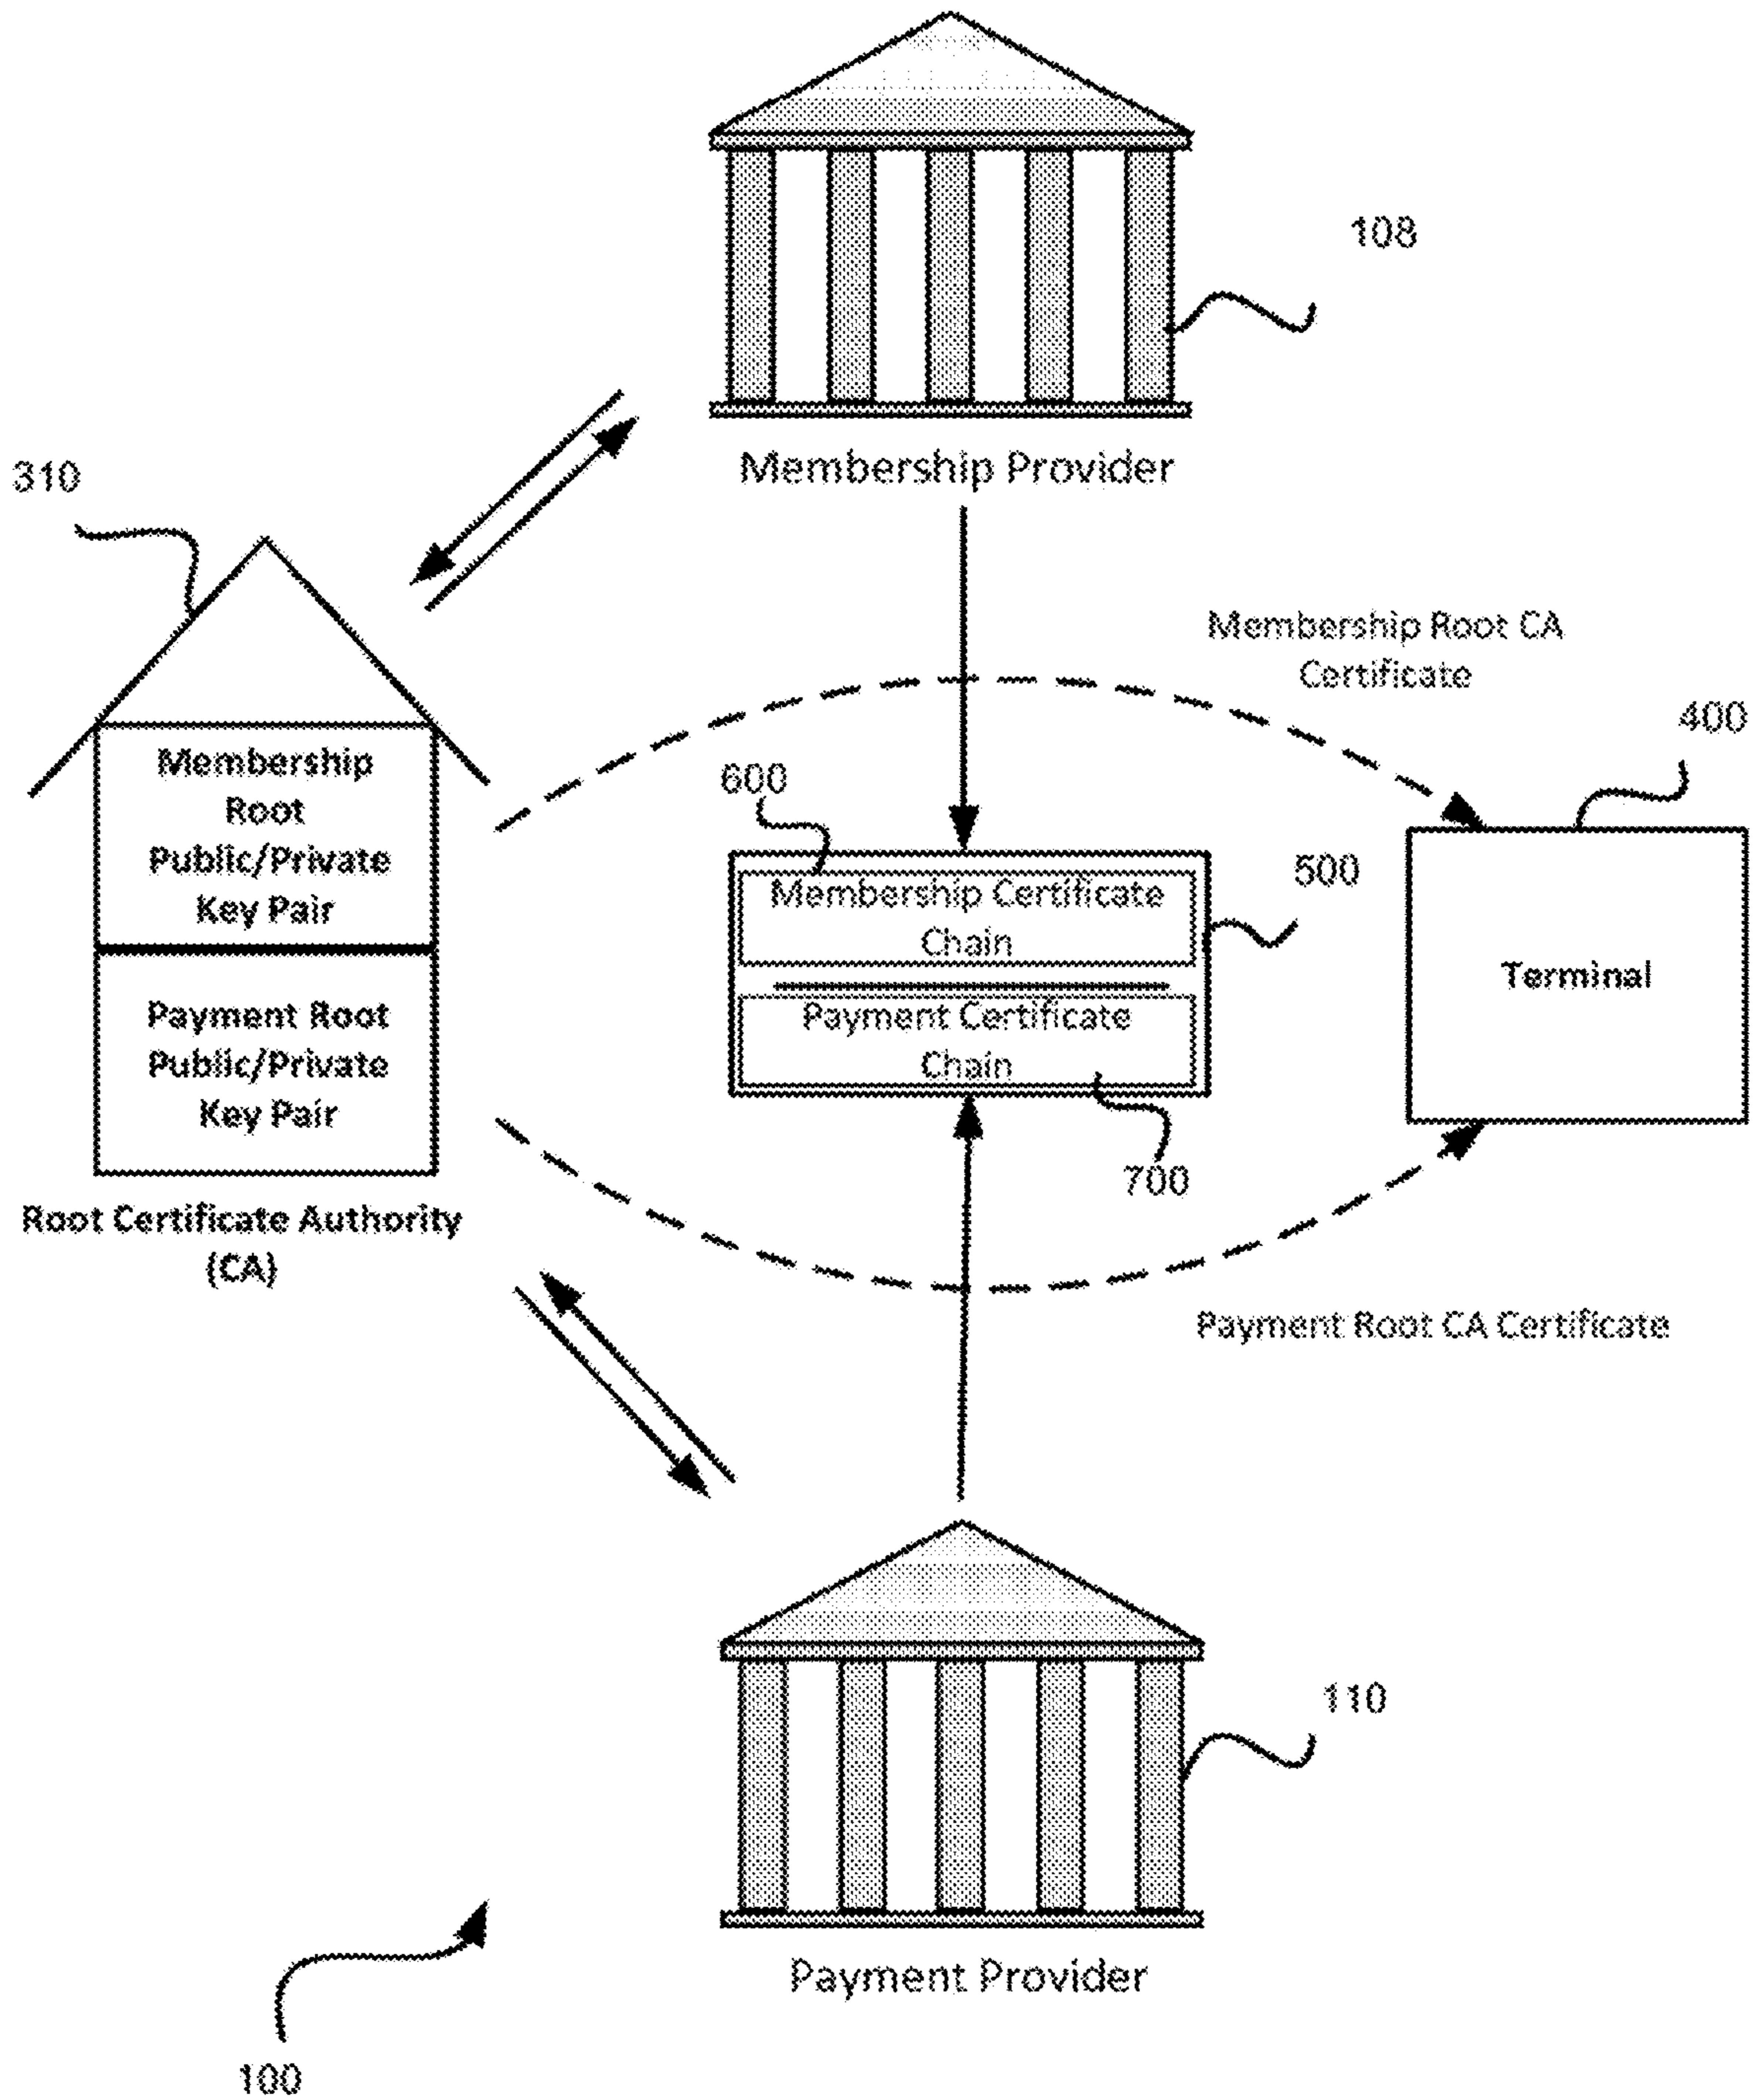 108
Membership Provider
310
Membership Root CA
Certificate
400
Membership
Root
Public/Private
Key Pair
600
500
Membership Certificate
Chain
Terminal
Payment Certificate
Chain
Payment Root
Public/Private
Key Pair
700
Root Certificate Authority
(CA)
Payment Root CA Certificate
110
Payment Provider
100